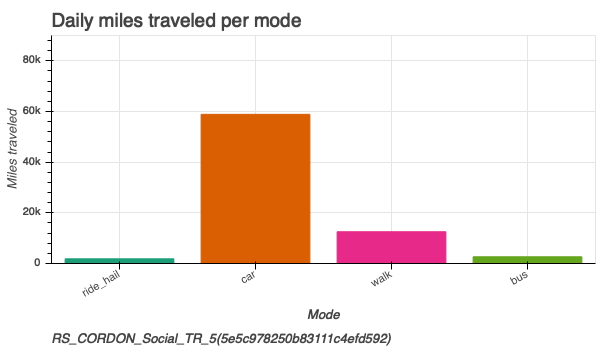 Daily miles traveled per mode
80k
60k
40k
20k
0
Miles traveled
ride_hail
car
walk
bus
Mode
RS_CORDON_Social_TR_5(5e5c978250b83111c4efd592)